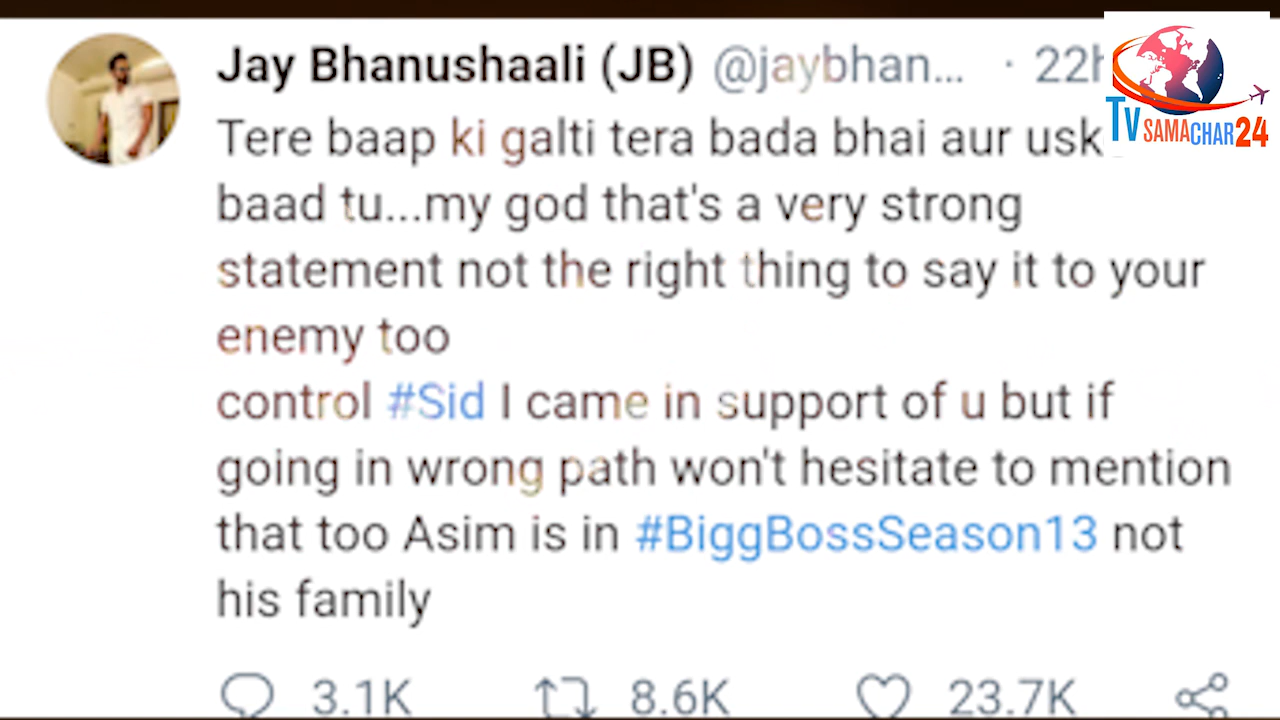 Jay Bhanushaali (JB) @jaybhan... · 22h
Tere baap ki galti tera bada bhai aur usk
baad tu...my god that's a very strong
statement not the right thing to say it to your
enemy too
control #Sid I came in support of u but if
going in wrong path won't hesitate to mention
that too Asim is in #BiggBossSeason13 not
his family
3.1K 8.6K 23.7K
TV SAMACHAR24